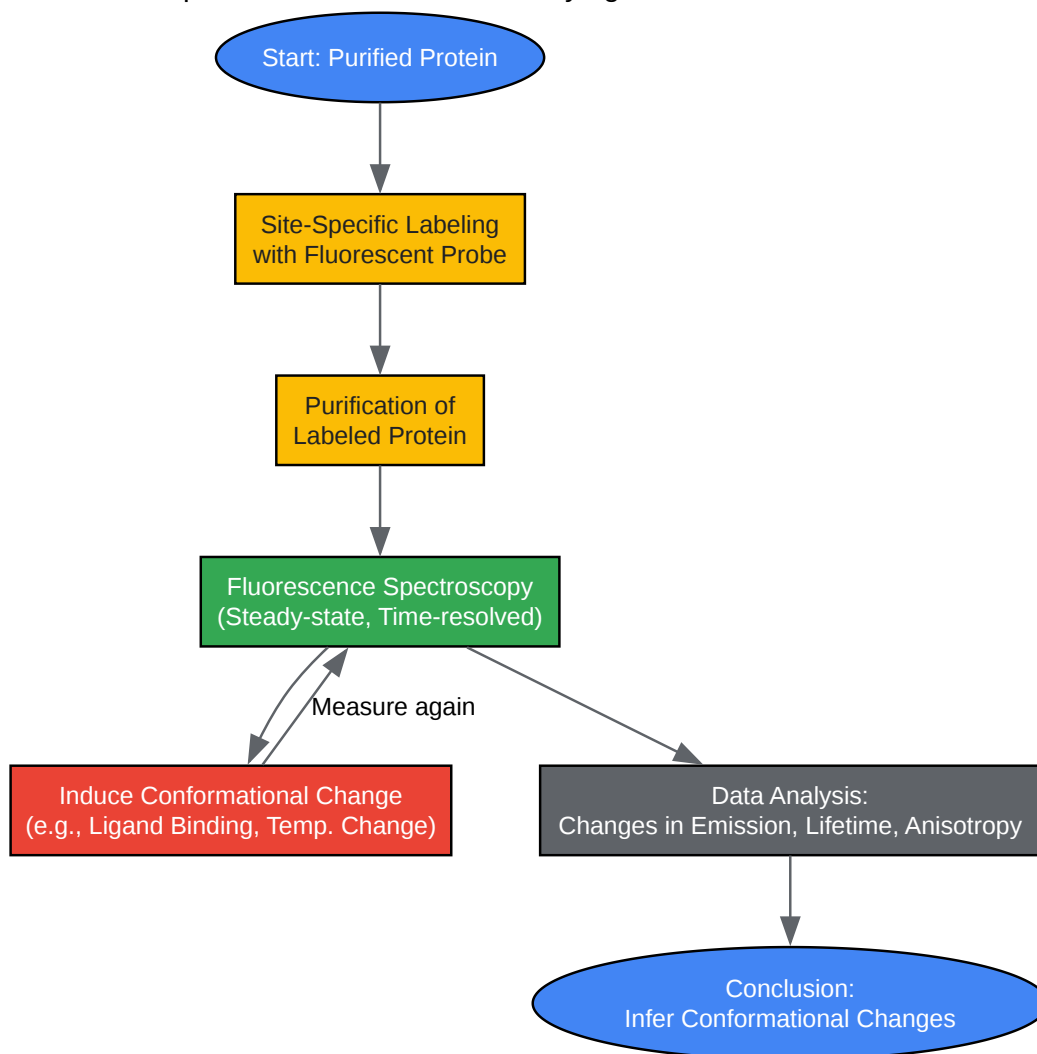 Start: Purified Protein
Site-Specific Labeling
with Fluorescent Probe
Purification of
Labeled Protein
Fluorescence Spectroscopy
(Steady-state, Time-resolved)
Measure again
Induce Conformational Change
(e.g., Ligand Binding, Temp. Change)
Data Analysis:
Changes in Emission, Lifetime, Anisotropy
Conclusion:
Infer Conformational Changes